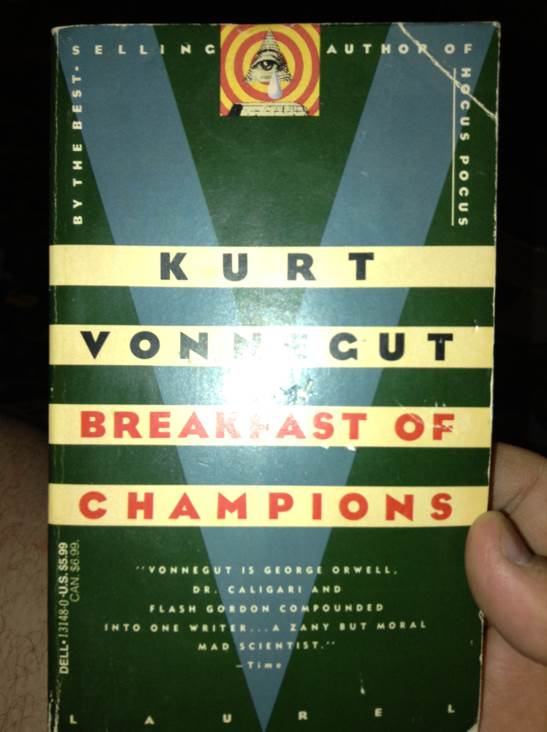 BY THE BEST-
SELLING
AUTHOR OF
HOCUS POCUS
KURT
VONNEGUT
BREAKFAST OF
CHAMPIONS
"VONNEGUT IS GEORGE ORWELL,
DR. CALIGARI AND
FLASH GORDON COMPOUNDED
INTO ONE WRITER...A ZANY BUT MORAL
MAD SCIENTIST."
—Time
DELL•13148-0•U.S. $5.99
CAN. $6.99.
LAUREL